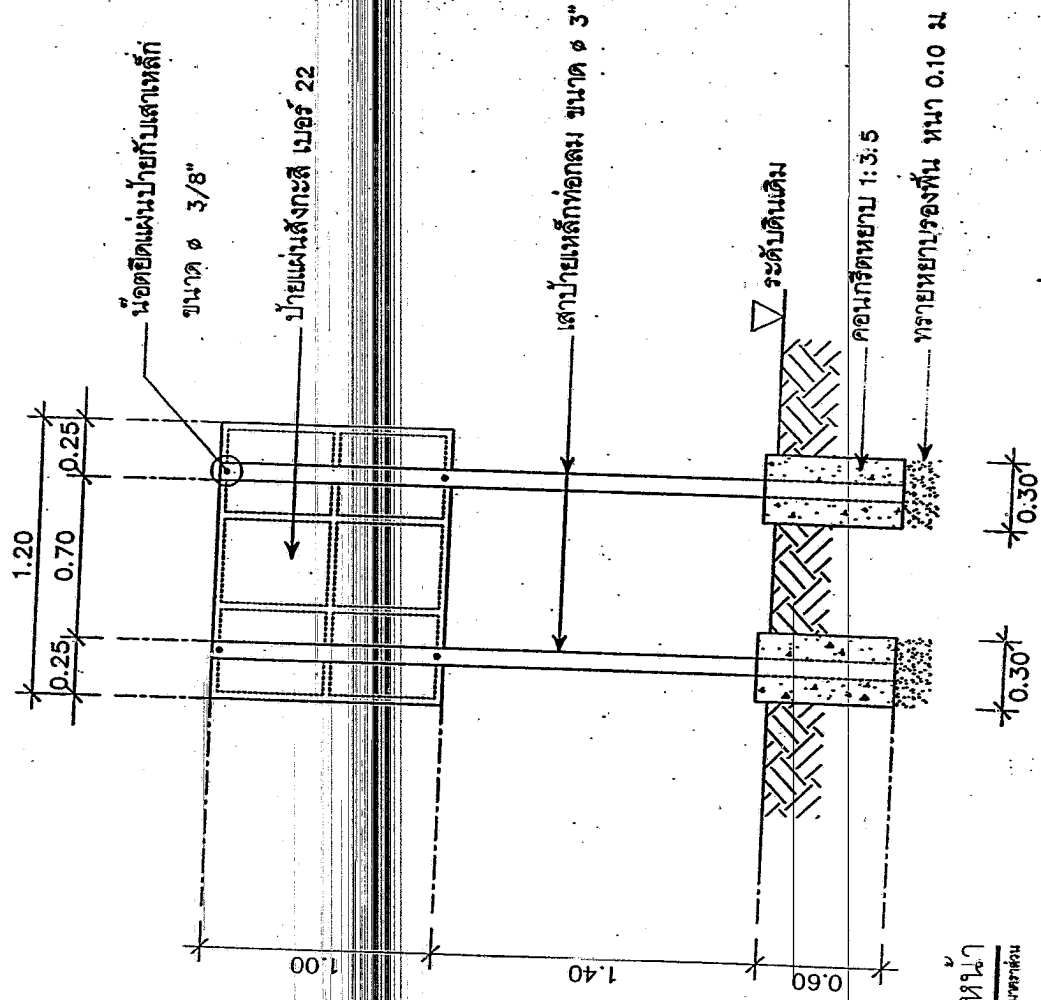 น๊อตยึดแผ่นป้ายกับเสาเหล็ก
ขนาด ø 3/8"
ป้ายแผ่นสังกะสี เบอร์ 22
เสาป้ายเหล็กท่อกลม ขนาด ø 3"
ระดับดินเดิม
คอนกรีตหยาบ 1:3:5
ทรายหยาบรองพื้น หนา 0.10 ม
1.20
0.25
0.70
0.25
1.00
1.40
0.60
0.30
0.30